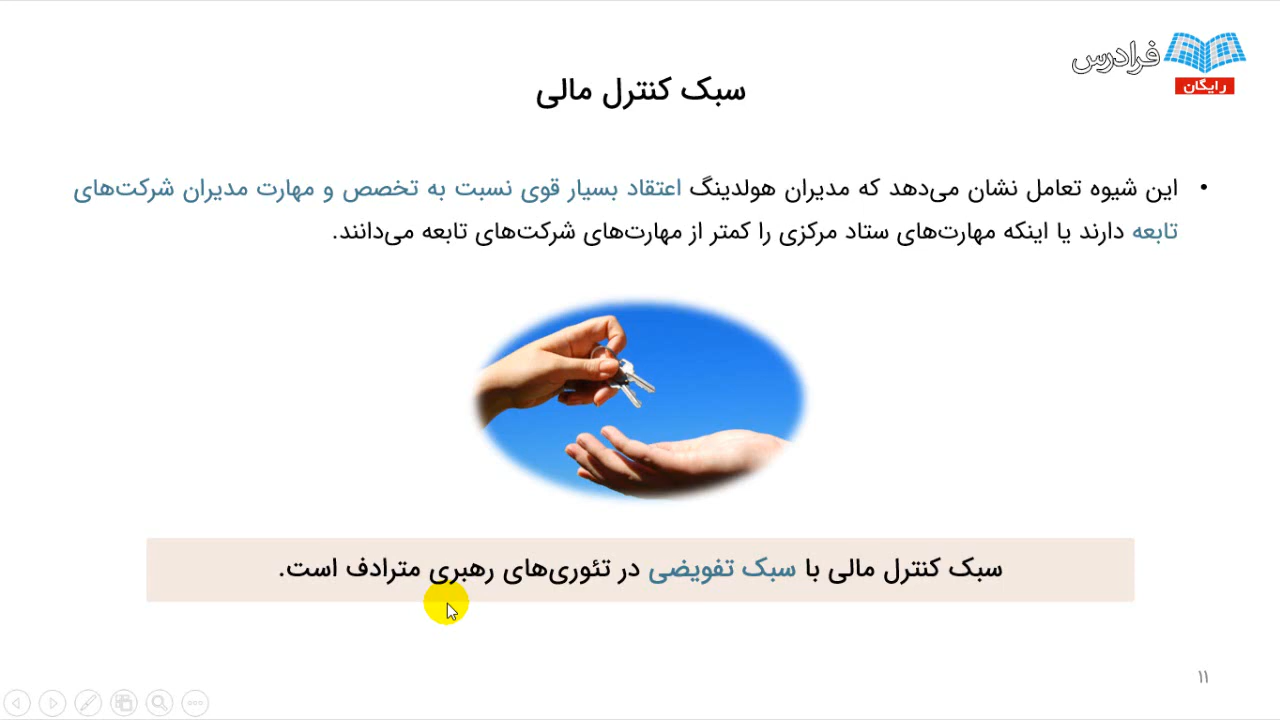 فرادرس
رایگان
سبک کنترل مالی
• این شیوه تعامل نشان می‌دهد که مدیران هولدینگ اعتقاد بسیار قوی نسبت به تخصص و مهارت مدیران شرکت‌های
تابعه دارند یا اینکه مهارت‌های ستاد مرکزی را کمتر از مهارت‌های شرکت‌های تابعه می‌دانند.
سبک کنترل مالی با سبک تفویضی در تئوری‌های رهبری مترادف است.
۱۱